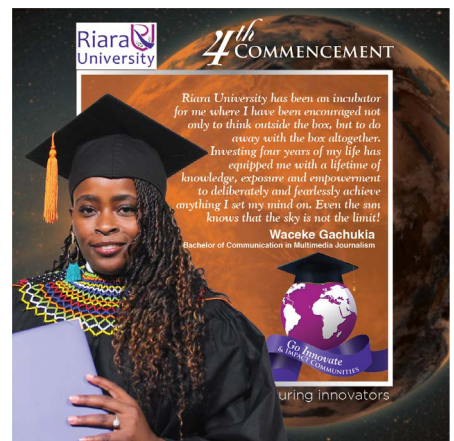 Riara
University
4th COMMENCEMENT
Riara University has been an incubator
for me where I have been encouraged not
only to think outside the box, but to do
away with the box altogether.
Investing four years of my life has
equipped me with a lifetime of
knowledge, exposure and empowerment
to deliberately and fearlessly achieve
anything I set my mind on. Even the sun
knows that the sky is not the limit!
Waceke Gachukia
Bachelor of Communication in Multimedia Journalism
Go Innovate
& IMPACT COMMUNITIES
uring innovators